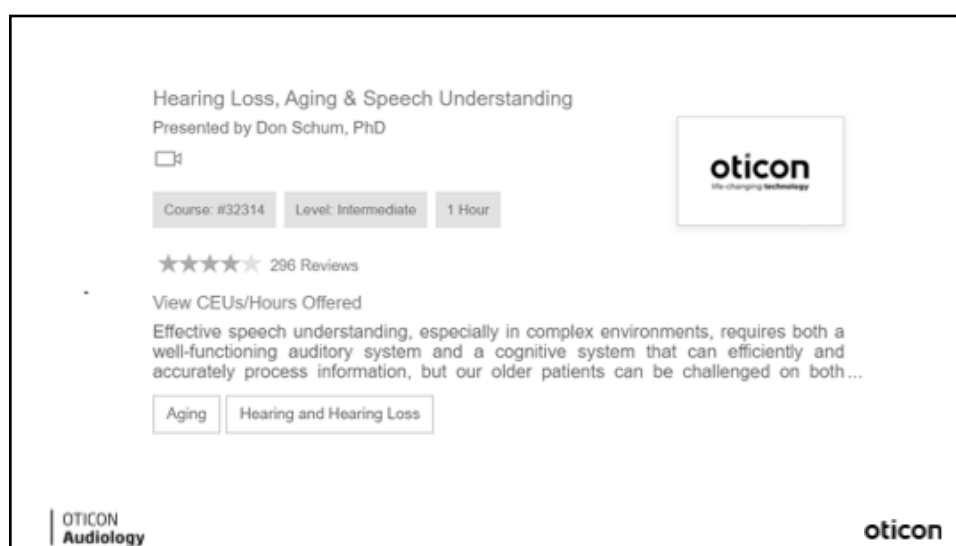 Hearing Loss, Aging & Speech Understanding
Presented by Don Schum, PhD
oticon
life-changing technology
Course: #32314
Level: Intermediate
1 Hour
296 Reviews
View CEUs/Hours Offered
Effective speech understanding, especially in complex environments, requires both a
well-functioning auditory system and a cognitive system that can efficiently and
accurately process information, but our older patients can be challenged on both...
Aging
Hearing and Hearing Loss
OTICON
Audiology
oticon